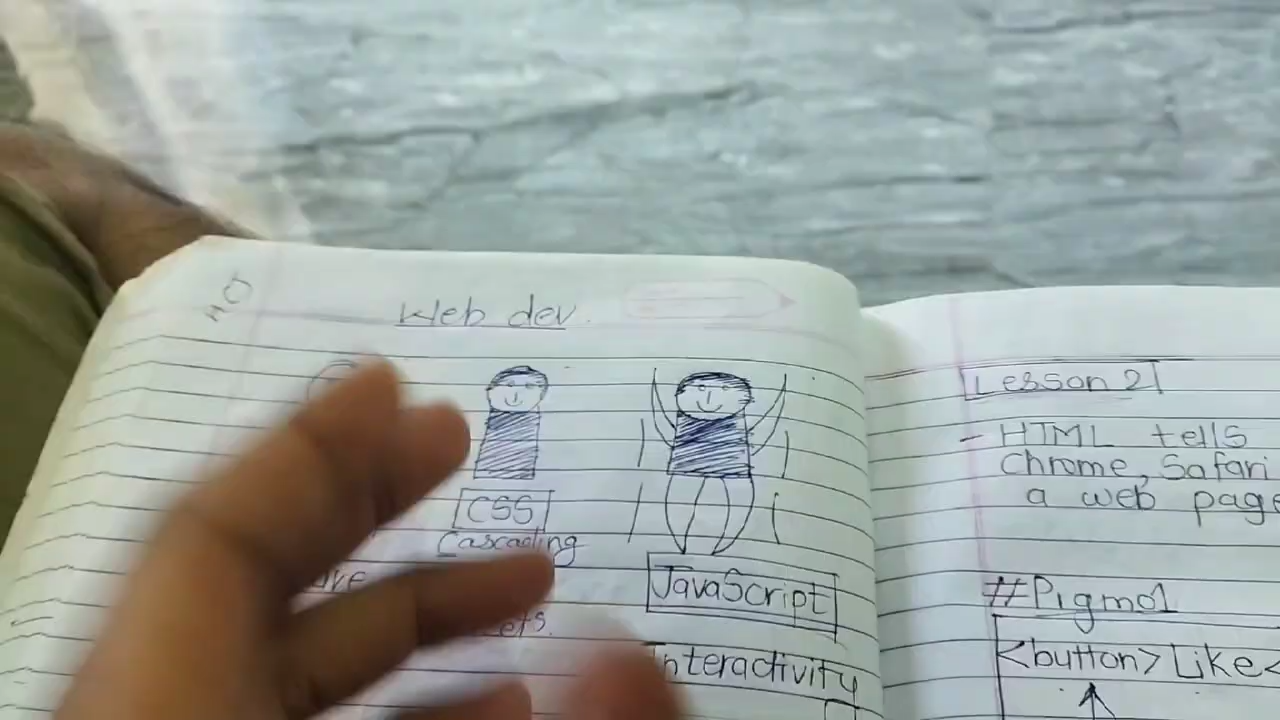 Web dev.
CSS
Cascading
JavaScript
Interactivity
Lesson 2
- HTML tells
Chrome, Safari
a web page
#Pigmo1
<button> Like <